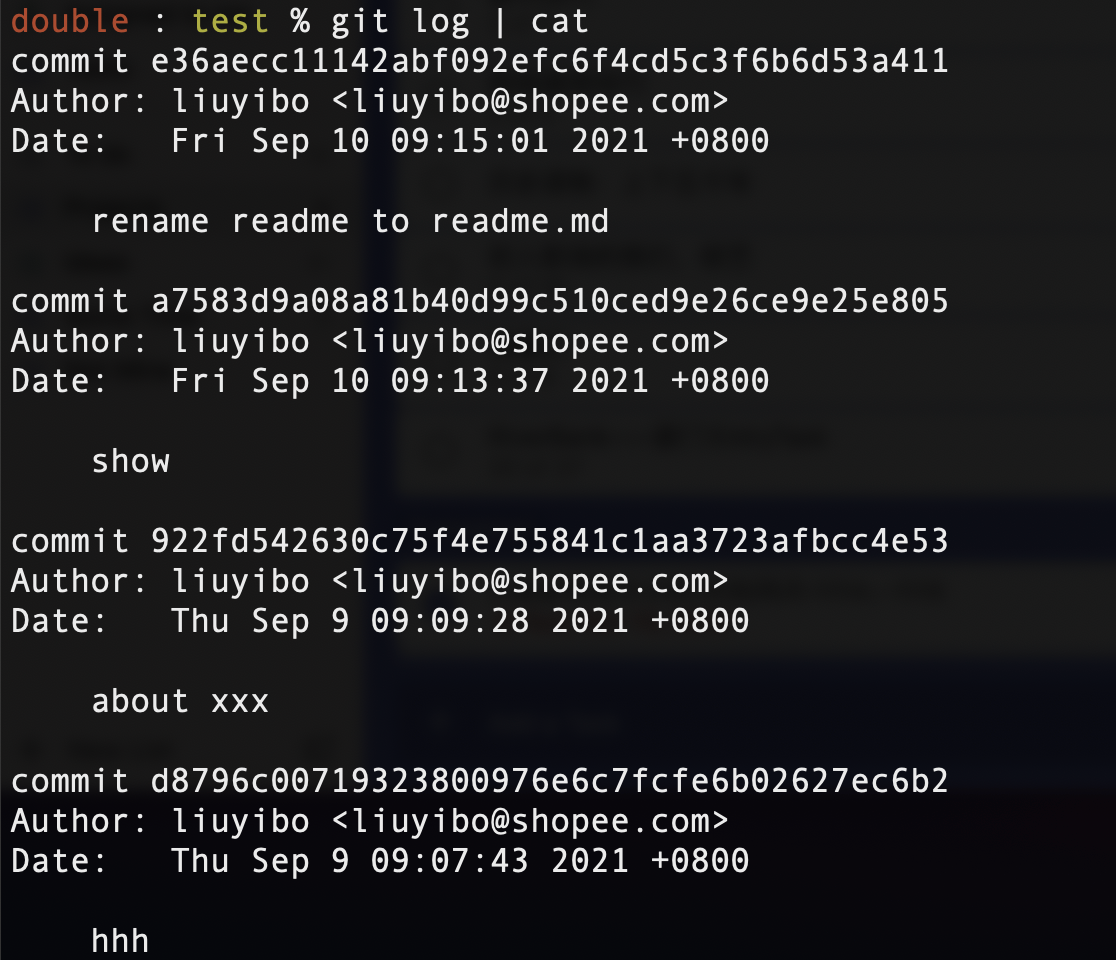 double : test % git log | cat
commit e36aecc11142abf092efc6f4cd5c3f6b6d53a411
Author: liuyibo <liuyibo@shopee.com>
Date:   Fri Sep 10 09:15:01 2021 +0800

    rename readme to readme.md

commit a7583d9a08a81b40d99c510ced9e26ce9e25e805
Author: liuyibo <liuyibo@shopee.com>
Date:   Fri Sep 10 09:13:37 2021 +0800

    show

commit 922fd542630c75f4e755841c1aa3723afbcc4e53
Author: liuyibo <liuyibo@shopee.com>
Date:   Thu Sep 9 09:09:28 2021 +0800

    about xxx

commit d8796c00719323800976e6c7fcfe6b02627ec6b2
Author: liuyibo <liuyibo@shopee.com>
Date:   Thu Sep 9 09:07:43 2021 +0800

    hhh